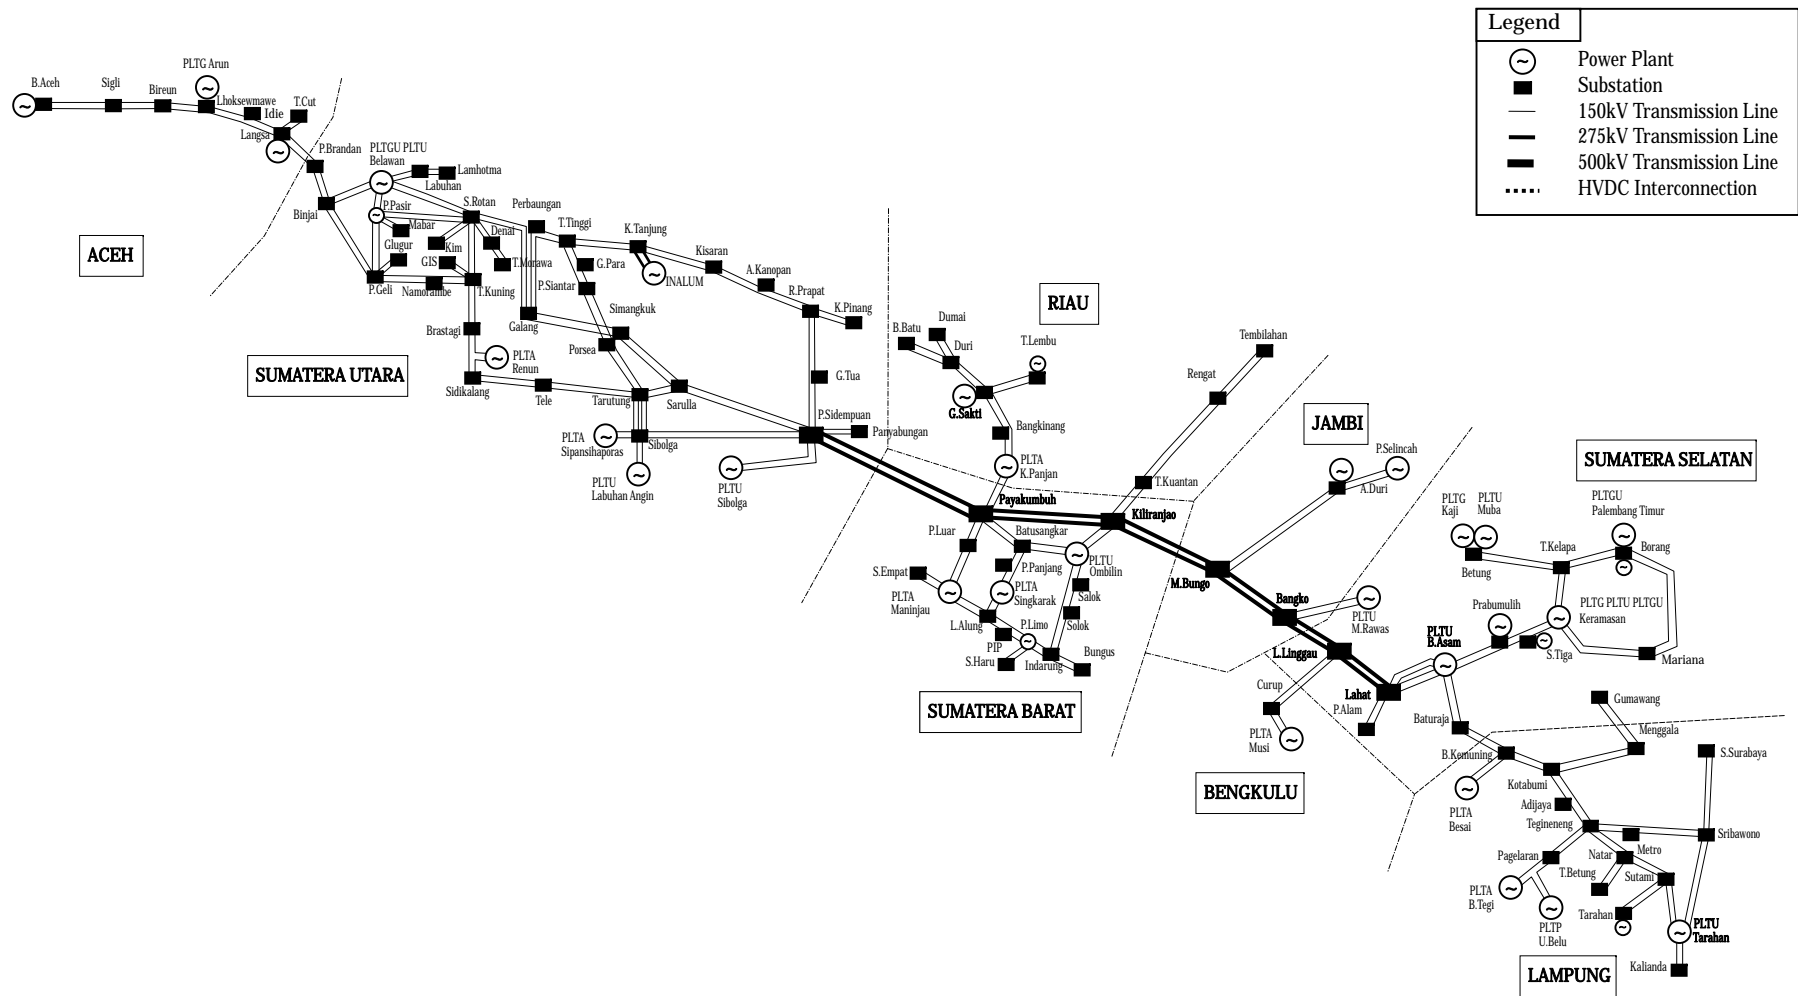 Legend
Power Plant
Substation
150kV Transmission Line
275kV Transmission Line
500kV Transmission Line
HVDC Interconnection
PLTG Arun
B.Aceh
Sigli
Bireun
Lhoksewmawe
Idie
T.Cut
Langsa
P.Brandan
PLTGU PLTU
Belawan
Lamhotma
Labuhan
Binjai
P.Pasir
S.Rotan
Perbaungan
Mabar
Denai
T.Tinggi
K.Tanjung
Glugur
Kim
Kisaran
ACEH
GIS
T.Morawa
G.Para
INALUM
A.Kanopan
P.Geli
Namorambe
T.Kuning
P.Siantar
R.Prapat
K.Pinang
Simangkuk
Brastagi
Galang
Porsea
PLTA
Renun
SUMATERA UTARA
Sidikalang
Tele
Tarutung
Sarulla
G.Tua
P.Sidempuan
Panyabungan
PLTA
Sipansihaporas
Sibolga
PLTU
Labuhan Angin
PLTU
Sibolga
RIAU
B.Batu
Dumai
Duri
T.Lembu
G.Sakti
Bangkinang
PLTA
K.Panjan
Tembilahan
Rengat
T.Kuantan
JAMBI
P.Selincah
A.Duri
SUMATERA SELATAN
Payakumbuh
Kiliranjao
P.Luar
Batusangkar
S.Empat
P.Panjang
PLTU
Ombilin
PLTA
Maninjau
PLTA
Singkarak
Salok
L.Alung
P.Limo
Solok
PIP
S.Haru
Indarung
Bungus
SUMATERA BARAT
M.Bungo
Bangko
PLTU
M.Rawas
L.Linggau
Lahat
Curup
P.Alam
PLTA
Musi
BENGKULU
PLTG
Kaji
PLTU
Muba
PLTGU
Palembang Timur
Betung
T.Kelapa
Borang
Prabumulih
PLTG PLTU PLTGU
Keramasan
PLTU
B.Asam
S.Tiga
Mariana
Baturaja
Gumawang
Menggala
B.Kemuning
S.Surabaya
Kotabumi
PLTA
Besai
Adijaya
Tegineneng
Sribawono
Pagelaran
Natar
Metro
T.Betung
Sutami
PLTA
B.Tegi
PLTP
U.Belu
Tarahan
PLTU
Tarahan
Kalianda
LAMPUNG